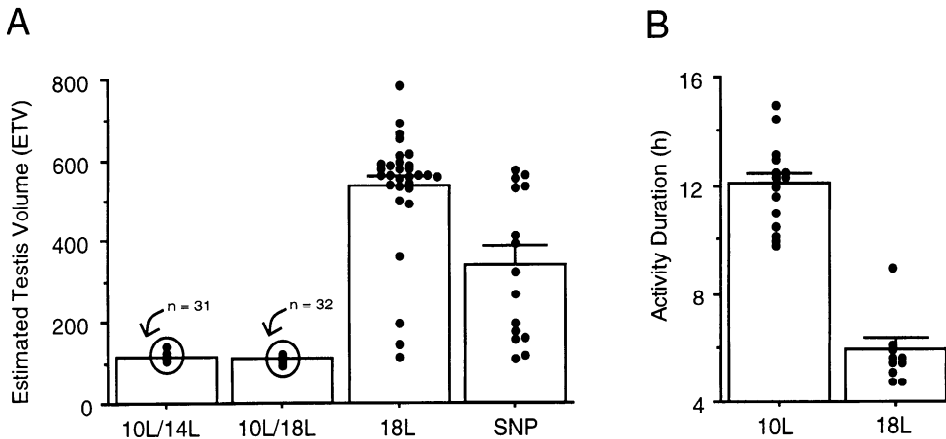 A
Estimated Testis Volume (ETV)
800
600
400
200
0
n = 31
n = 32
10L/14L
10L/18L
18L
SNP
B
Activity Duration (h)
16
12
8
4
10L
18L